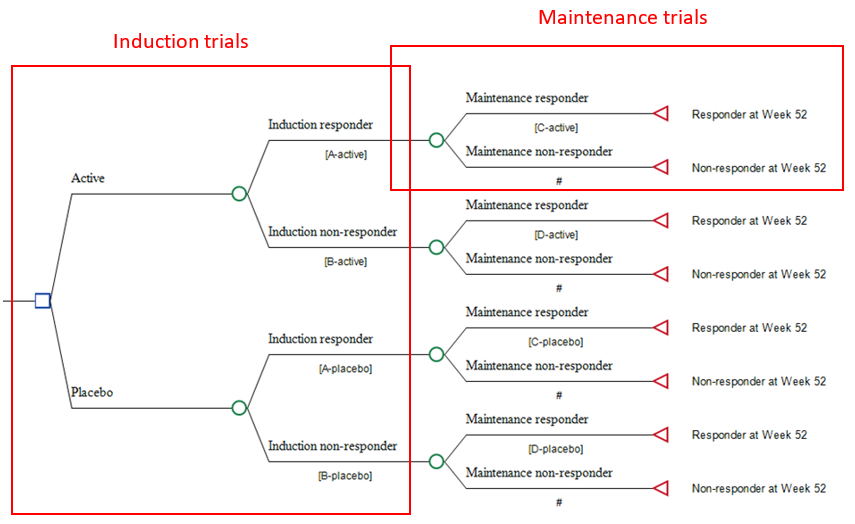 Induction trials
Maintenance trials
Maintenance responder
[C-active]
Responder at Week 52
Induction responder
[A-active]
Maintenance non-responder
#
Non-responder at Week 52
Active
Maintenance responder
[D-active]
Responder at Week 52
Induction non-responder
[B-active]
Maintenance non-responder
#
Non-responder at Week 52
Maintenance responder
[C-placebo]
Responder at Week 52
Induction responder
[A-placebo]
Maintenance non-responder
#
Non-responder at Week 52
Placebo
Maintenance responder
[D-placebo]
Responder at Week 52
Induction non-responder
[B-placebo]
Maintenance non-responder
#
Non-responder at Week 52